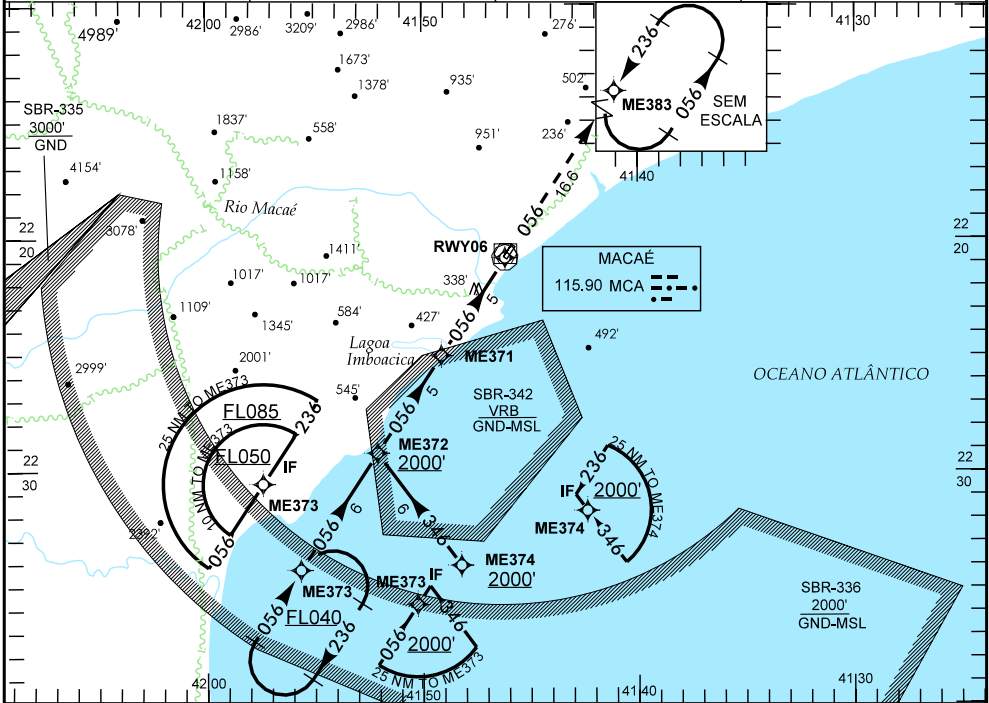 42 00
41 50
41 30
4989'
2986'
3209'
2986'
276'
236
1673'
1378'
935'
502'
ME383
056
SEM
ESCALA
SBR-335
3000'
GND
1837'
558'
951'
236'
41 40
4154'
1158'
16.6
056
Rio Macaé
3078'
22
20
RWY06
22
20
1411'
MACAÉ
115.90 MCA
1017'
1017'
338'
5
1109'
1345'
584'
427'
056
492'
Lagoa
Imboacica
ME371
2999'
2001'
OCEANO ATLÂNTICO
545'
SBR-342
VRB
GND-MSL
5
056
25 NM TO ME373
FL085
236
10 NM TO ME373
FL050
IF
ME373
056
ME372
2000'
22
30
22
30
25 NM TO ME374
236
IF
2000'
ME374
346
2392'
6
056
6
346
ME374
2000'
ME373
FL040
056
236
ME373
IF
346
056
2000'
25 NM TO ME373
SBR-336
2000'
GND-MSL
42 00
41 50
41 40
41 30